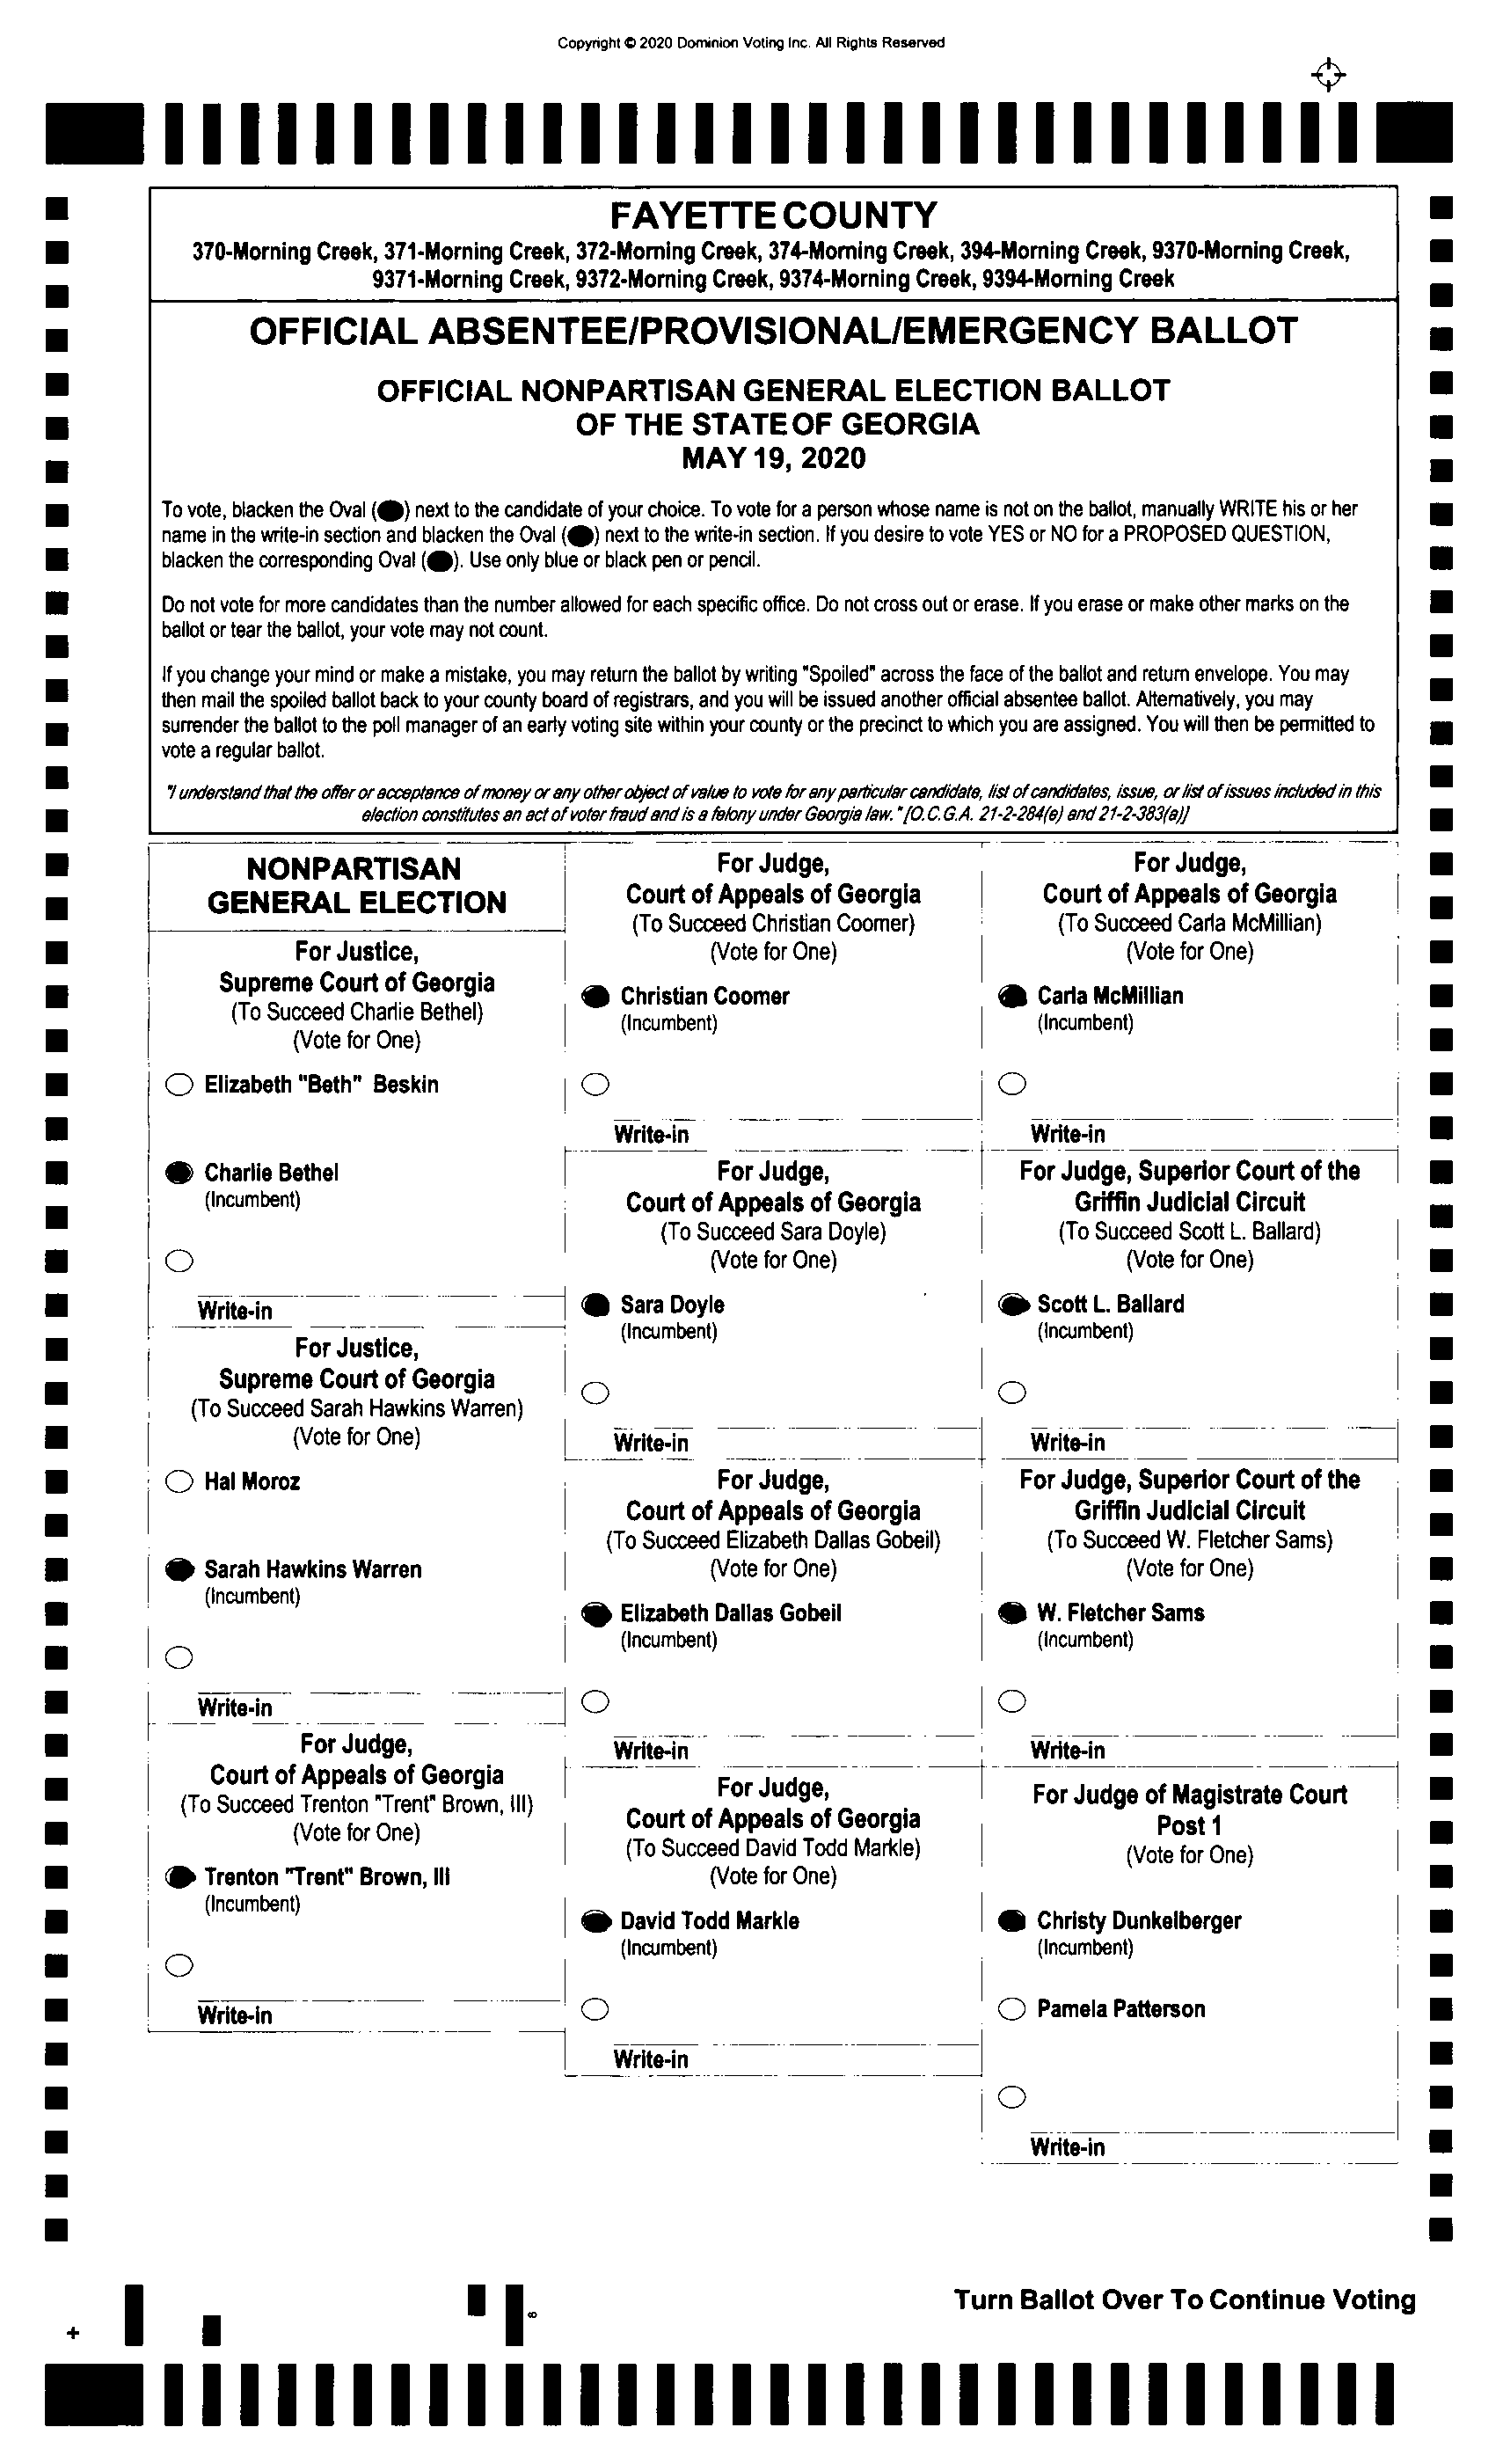 Copyright © 2020 Dominion Voting Inc. All Rights Reserved
FAYETTE COUNTY
370-Morning Creek, 371-Morning Creek, 372-Morning Creek, 374-Morning Creek, 394-Morning Creek, 9370-Morning Creek,
9371-Morning Creek, 9372-Morning Creek, 9374-Morning Creek, 9394-Morning Creek
OFFICIAL ABSENTEE/PROVISIONAL/EMERGENCY BALLOT
OFFICIAL NONPARTISAN GENERAL ELECTION BALLOT
OF THE STATE OF GEORGIA
MAY 19, 2020
To vote, blacken the Oval ( ) next to the candidate of your choice. To vote for a person whose name is not on the ballot, manually WRITE his or her
name in the write-in section and blacken the Oval ( ) next to the write-in section. If you desire to vote YES or NO for a PROPOSED QUESTION,
blacken the corresponding Oval ( ). Use only blue or black pen or pencil.
Do not vote for more candidates than the number allowed for each specific office. Do not cross out or erase. If you erase or make other marks on the
ballot or tear the ballot, your vote may not count.
If you change your mind or make a mistake, you may return the ballot by writing "Spoiled" across the face of the ballot and return envelope. You may
then mail the spoiled ballot back to your county board of registrars, and you will be issued another official absentee ballot. Alternatively, you may
surrender the ballot to the poll manager of an early voting site within your county or the precinct to which you are assigned. You will then be permitted to
vote a regular ballot.
"I understand that the offer or acceptance of money or any other object of value to vote for any particular candidate, list of candidates, issue, or list of issues included in this
election constitutes an act of voter fraud and is a felony under Georgia law." [O.C.G.A. 21-2-284(e) and 21-2-383(a)]
NONPARTISAN
GENERAL ELECTION
For Justice,
Supreme Court of Georgia
(To Succeed Charlie Bethel)
(Vote for One)
Elizabeth "Beth" Beskin
Charlie Bethel
(Incumbent)
Write-in
For Justice,
Supreme Court of Georgia
(To Succeed Sarah Hawkins Warren)
(Vote for One)
Hal Moroz
Sarah Hawkins Warren
(Incumbent)
Write-in
For Judge,
Court of Appeals of Georgia
(To Succeed Trenton "Trent" Brown, III)
(Vote for One)
Trenton "Trent" Brown, III
(Incumbent)
Write-in
For Judge,
Court of Appeals of Georgia
(To Succeed Christian Coomer)
(Vote for One)
Christian Coomer
(Incumbent)
Write-in
For Judge,
Court of Appeals of Georgia
(To Succeed Sara Doyle)
(Vote for One)
Sara Doyle
(Incumbent)
Write-in
For Judge,
Court of Appeals of Georgia
(To Succeed Elizabeth Dallas Gobeil)
(Vote for One)
Elizabeth Dallas Gobeil
(Incumbent)
Write-in
For Judge,
Court of Appeals of Georgia
(To Succeed David Todd Markle)
(Vote for One)
David Todd Markle
(Incumbent)
Write-in
For Judge,
Court of Appeals of Georgia
(To Succeed Carla McMillian)
(Vote for One)
Carla McMillian
(Incumbent)
Write-in
For Judge, Superior Court of the
Griffin Judicial Circuit
(To Succeed Scott L. Ballard)
(Vote for One)
Scott L. Ballard
(Incumbent)
Write-in
For Judge, Superior Court of the
Griffin Judicial Circuit
(To Succeed W. Fletcher Sams)
(Vote for One)
W. Fletcher Sams
(Incumbent)
Write-in
For Judge of Magistrate Court
Post 1
(Vote for One)
Christy Dunkelberger
(Incumbent)
Pamela Patterson
Write-in
Turn Ballot Over To Continue Voting